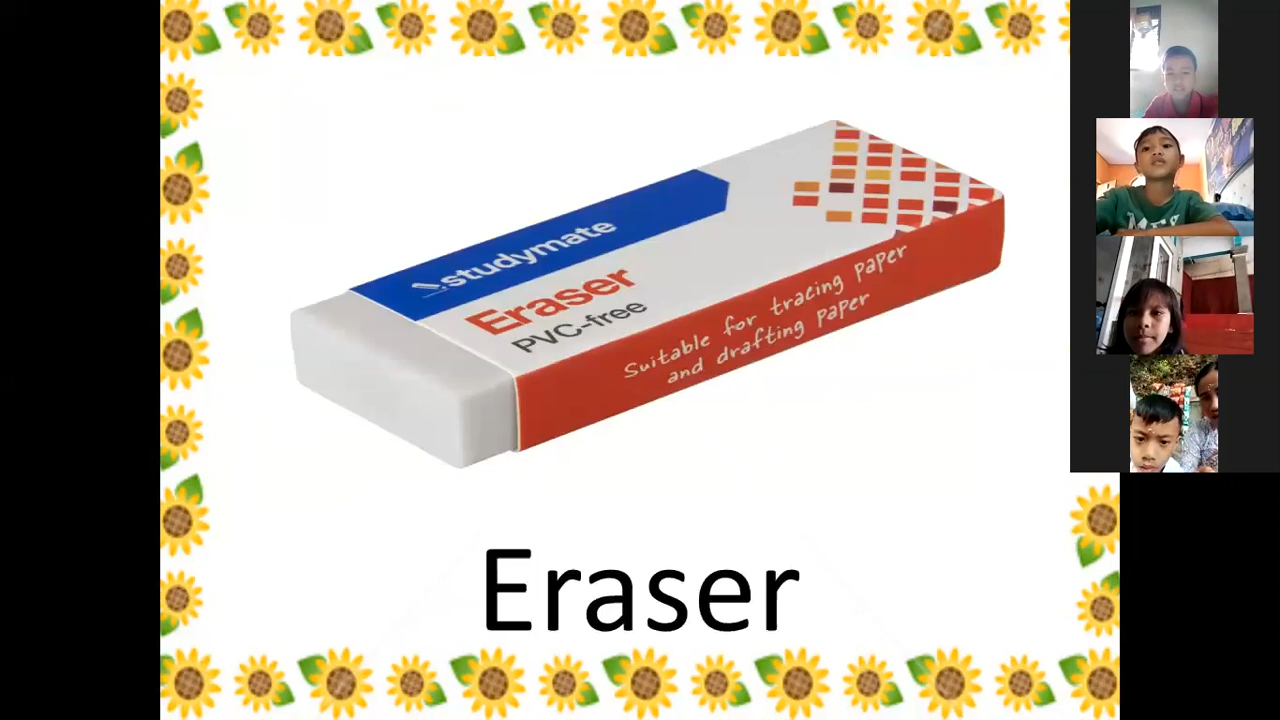 studymate
Eraser
PVC-free
Suitable for tracing paper
and drafting paper
Eraser